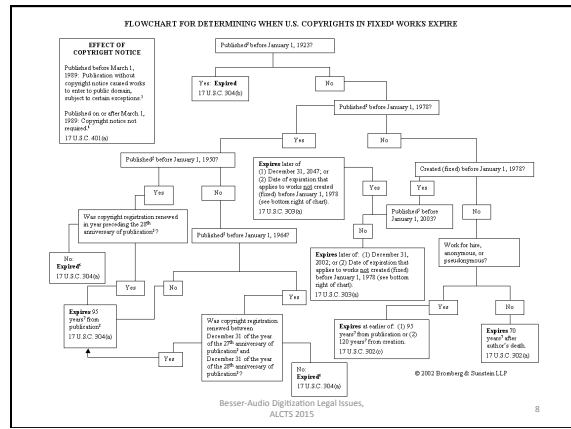 FLOWCHART FOR DETERMINING WHEN U.S. COPYRIGHTS IN FIXED¹ WORKS EXPIRE
EFFECT OF
COPYRIGHT NOTICE
Published before March 1,
1989: Publication without
copyright notice caused works
to enter to public domain,
subject to certain exceptions.³
Published on or after March 1,
1989: Copyright notice not
required.⁴
17 U.S.C. 401(a)
Published² before January 1, 1923?
Yes: Expired
17 U.S.C. 304(b)
No
Published² before January 1, 1978?
Yes
No
Published² before January 1, 1950?
Expires later of
(1) December 31, 2047; or
(2) Date of expiration that
applies to works not created
(fixed) before January 1, 1978
(see bottom right of chart).
17 U.S.C. 303(a)
Created (fixed) before January 1, 1978?
Yes
No
Yes
Yes
No
Published² before
January 1, 2003?
Was copyright registration renewed
in year preceding the 28th
anniversary of publication⁵?
Published² before January 1, 1964?
No
Work for hire,
anonymous, or
pseudonymous?
No:
Expired⁶
17 U.S.C. 304(a)
Expires later of: (1) December 31,
2002; or (2) Date of expiration that
applies to works not created (fixed)
before January 1, 1978 (see bottom
right of chart).
17 U.S.C. 303(a)
Yes
No
Yes
Yes
No
Expires 95
years⁷ from
publication²
17 U.S.C. 304(a)
Was copyright registration
renewed between
December 31 of the year
of the 27th anniversary of
publication² and
December 31 of the year
of the 28th anniversary of
publication⁵?
Expires at earlier of: (1) 95
years⁷ from publication or (2)
120 years⁷ from creation.
17 U.S.C. 302(c)
Expires 70
years⁷ after
author's death.
17 U.S.C. 302(a)
Yes
No:
Expired⁶
17 U.S.C. 304(a)
© 2002 Bromberg & Sunstein LLP
Besser-Audio Digitization Legal Issues,
ALCTS 2015
8